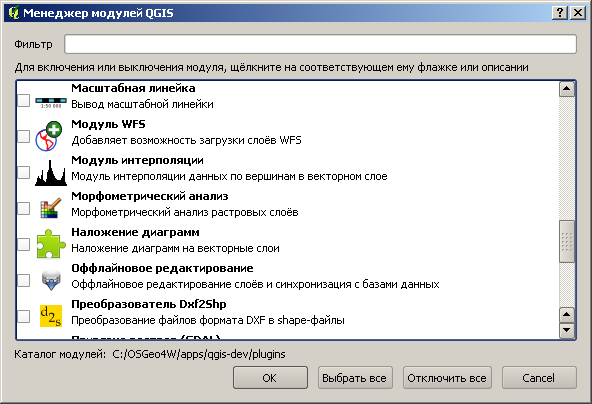 Менеджер модулей QGIS
Фильтр
Для включения или выключения модуля, щёлкните на соответствующем ему флажке или описании
Масштабная линейка
Вывод масштабной линейки
Модуль WFS
Добавляет возможность загрузки слоёв WFS
Модуль интерполяции
Модуль интерполяции данных по вершинам в векторном слое
Морфометрический анализ
Морфометрический анализ растровых слоёв
Наложение диаграмм
Наложение диаграмм на векторные слои
Оффлайновое редактирование
Оффлайновое редактирование слоёв и синхронизация с базами данных
d2s
Преобразователь Dxf2Shp
Преобразование файлов формата DXF в shape-файлы
Каталог модулей: C:/OSGeo4W/apps/qgis-dev/plugins
OK
Выбрать все
Отключить все
Cancel